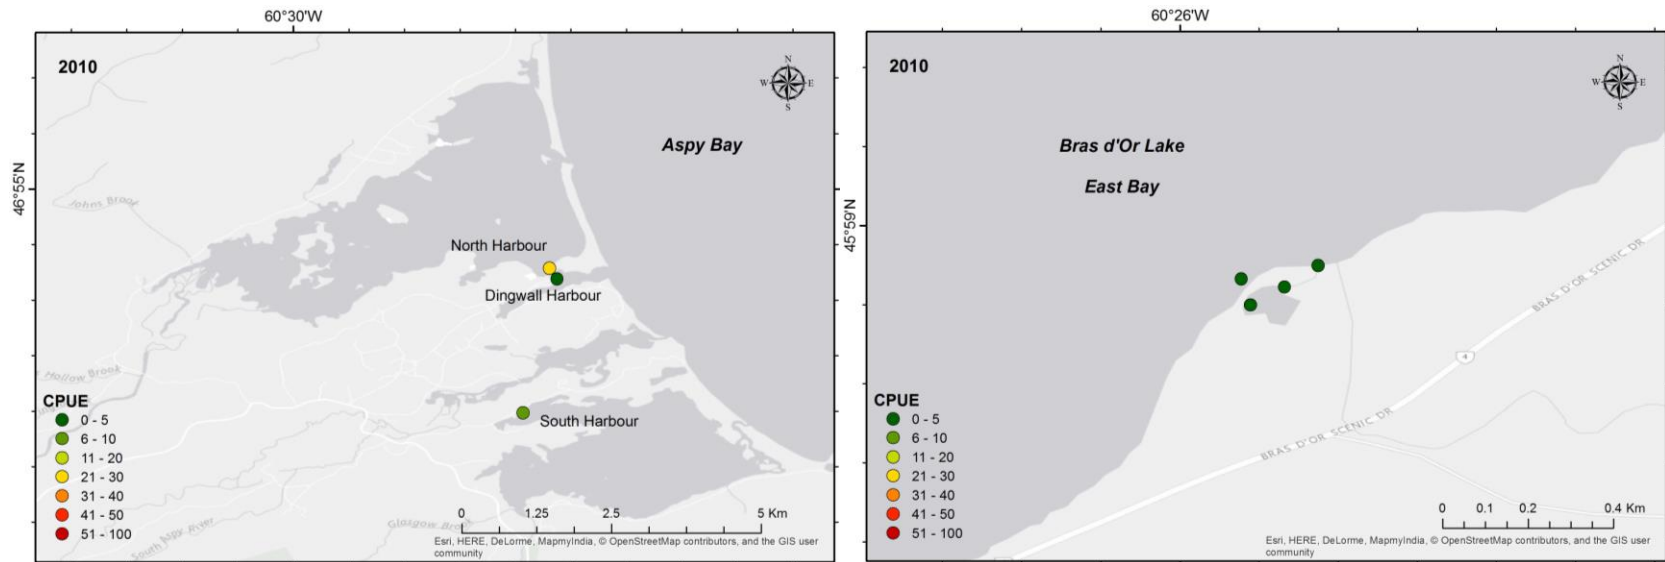 60°30'W
2010
N
W E
S
Aspy Bay
46°55'N
Johns Brook
North Harbour
Dingwall Harbour
Hollow Brook
South Harbour
CPUE
0 - 5
6 - 10
11 - 20
21 - 30
31 - 40
41 - 50
51 - 100
South Aspy River
Glasgow Brook
0 1.25 2.5 5 Km
Esri, HERE, DeLorme, MapmyIndia, © OpenStreetMap contributors, and the GIS user
community
60°26'W
2010
N
W E
S
Bras d'Or Lake
East Bay
45°59'N
BRAS D'OR SCENIC DR
4
BRAS D'OR SCENIC DR
CPUE
0 - 5
6 - 10
11 - 20
21 - 30
31 - 40
41 - 50
51 - 100
0 0.1 0.2 0.4 Km
Esri, HERE, DeLorme, MapmyIndia, © OpenStreetMap contributors, and the GIS user
community